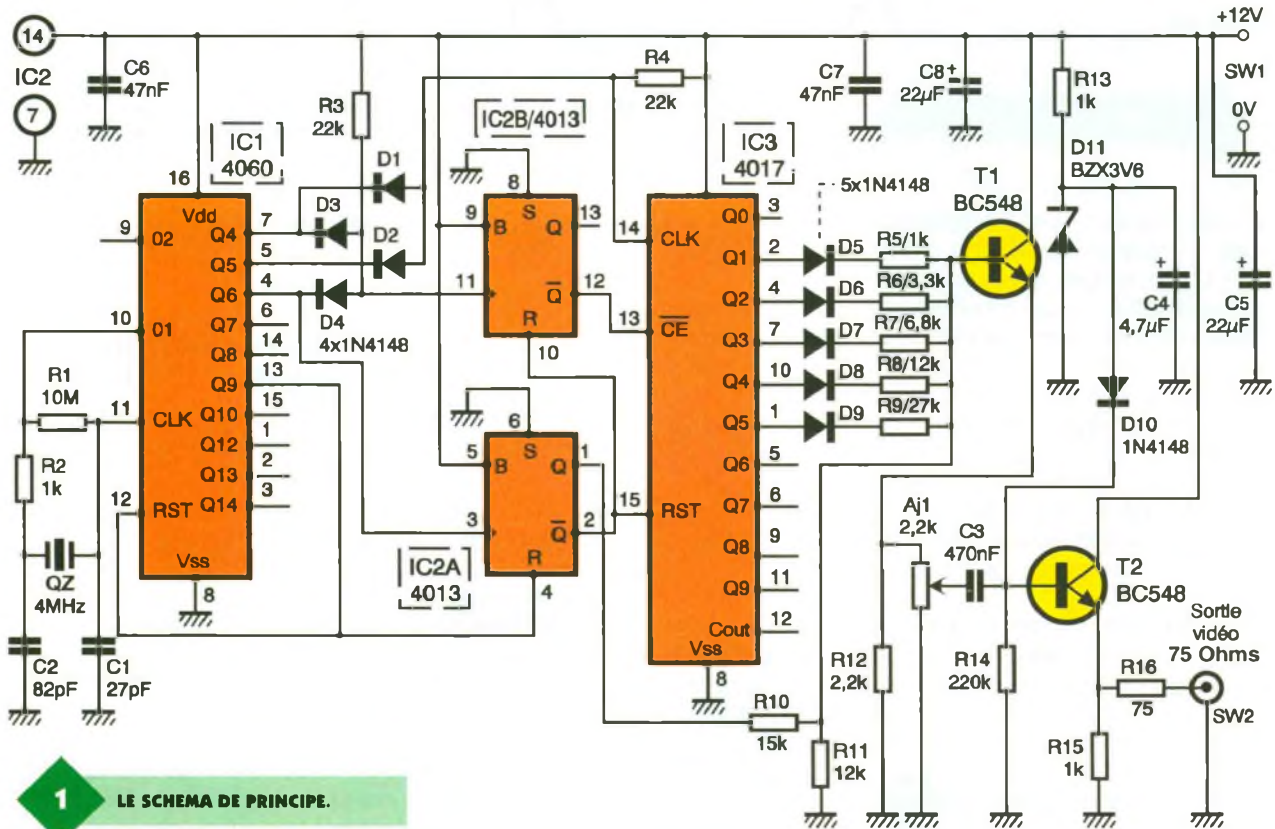 14
IC2
7
C6
47nF
R3
22k
IC1
4060
16
Vdd
9
02
Q4
7
Q5
5
Q6
4
Q7
6
Q8
14
Q9
13
Q10
15
Q12
1
Q13
2
Q14
3
10
01
11
CLK
12
RST
Vss
8
R1
10M
R2
1k
QZ
4MHz
C2
82pF
C1
27pF
D1
D3
D2
D4
4x1N4148
R4
22k
IC2B/4013
8
S
9
B
Q
13
11
Q̅
12
R
10
6
S
5
B
Q
1
3
Q̅
2
R
4
IC2A
4013
IC3
4017
14
CLK
13
C̅E̅
15
RST
Q0
3
Q1
2
Q2
4
Q3
7
Q4
10
Q5
1
Q6
5
Q7
6
Q8
9
Q9
11
Cout
12
Vss
8
C7
47nF
C8
+
22µF
5x1N4148
D5
R5/1k
D6
R6/3,3k
D7
R7/6,8k
D8
R8/12k
D9
R9/27k
T1
BC548
R13
1k
D11
BZX3V6
+12V
SW1
0V
+
C4
4,7µF
+
C5
22µF
D10
1N4148
Aj1
2,2k
C3
470nF
T2
BC548
Sortie
vidéo
75 Ohms
R16
75
SW2
R10
15k
R11
12k
R12
2,2k
R14
220k
R15
1k
1
LE SCHEMA DE PRINCIPE.